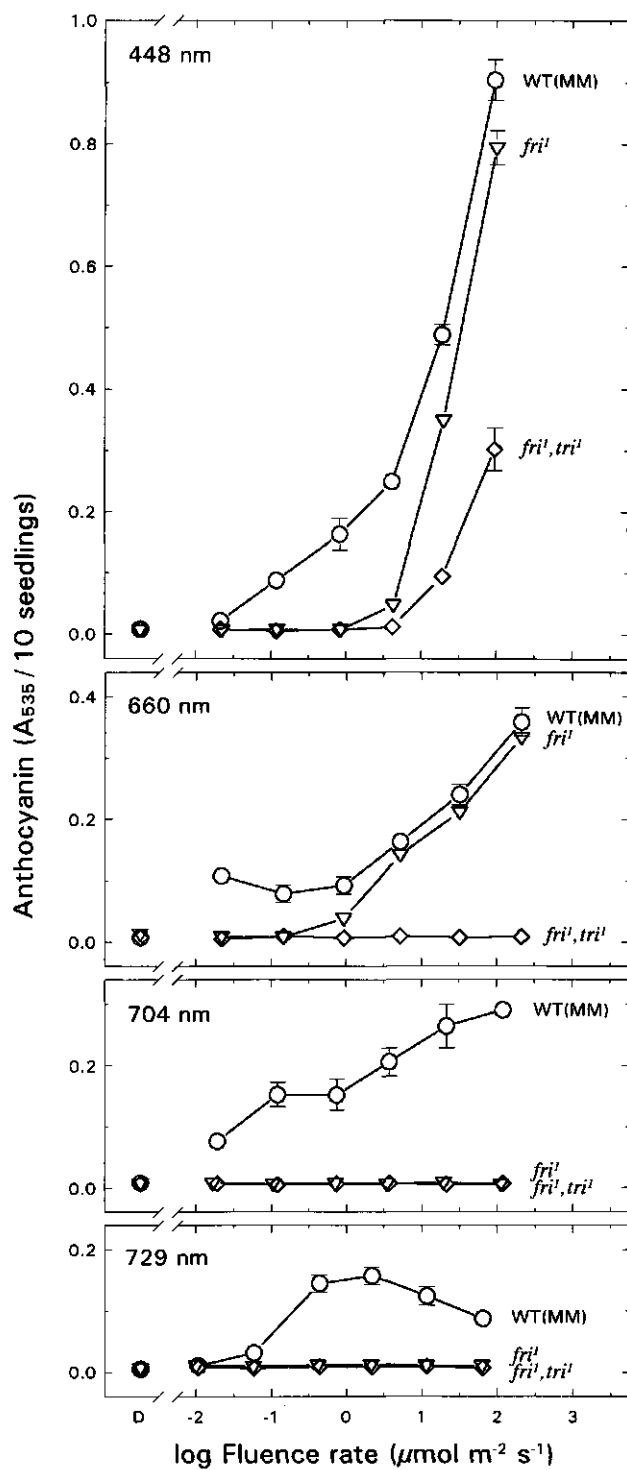 Anthocyanin (A₅₃₅ / 10 seedlings)
448 nm
1.0
0.8
0.6
0.4
0.2
0.0
WT(MM)
fri¹
fri¹,tri¹
660 nm
0.4
0.2
0.0
WT(MM)
fri¹
fri¹,tri¹
704 nm
0.2
0.0
WT(MM)
fri¹
fri¹,tri¹
729 nm
0.2
0.0
WT(MM)
fri¹
fri¹,tri¹
D -2 -1 0 1 2 3
log Fluence rate (μmol m⁻² s⁻¹)